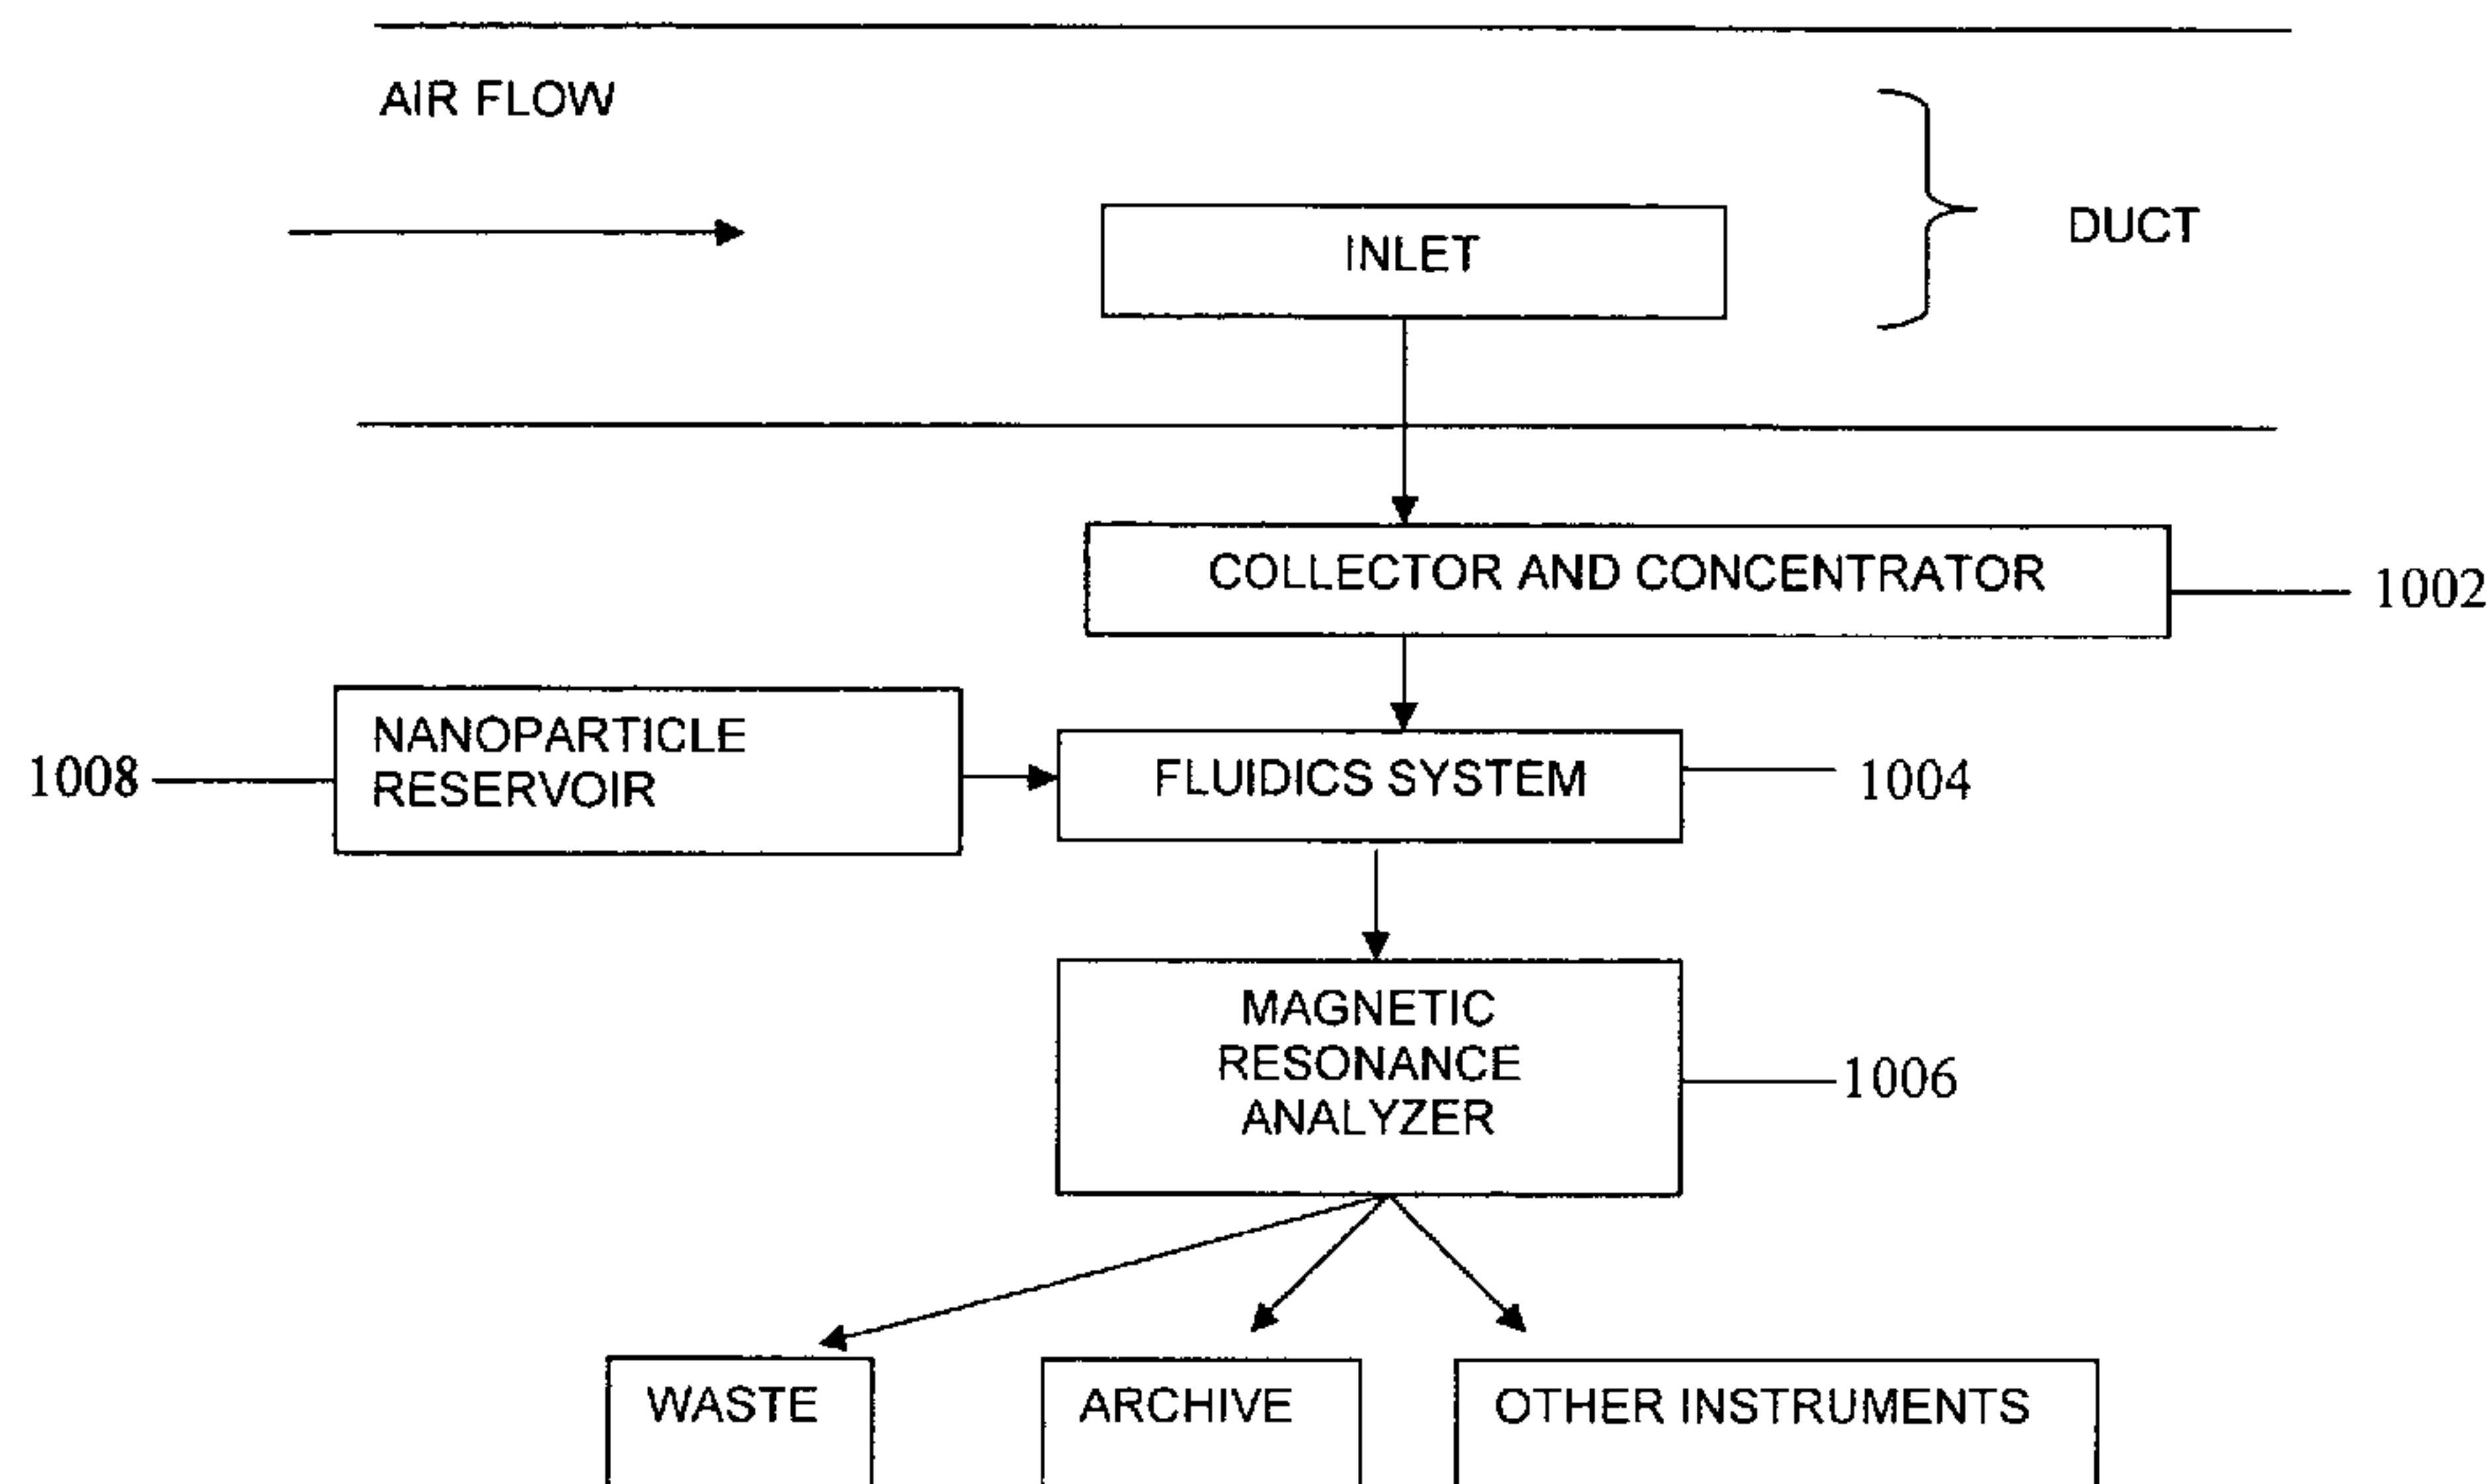 AIR FLOW
INLET
DUCT
COLLECTOR AND CONCENTRATOR
1002
NANOPARTICLE
RESERVOIR
1008
FLUIDICS SYSTEM
1004
MAGNETIC
RESONANCE
ANALYZER
1006
WASTE
ARCHIVE
OTHER INSTRUMENTS